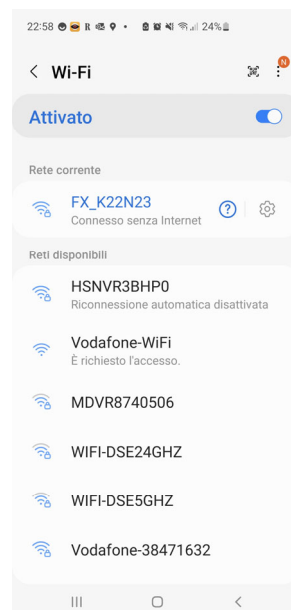 22:58 R 24%
Wi-Fi
N
Attivato
Rete corrente
FX_K22N23
Connesso senza Internet
?
Reti disponibili
HSNVR3BHP0
Riconnessione automatica disattivata
Vodafone-WiFi
È richiesto l'accesso.
MDVR8740506
WIFI-DSE24GHZ
WIFI-DSE5GHZ
Vodafone-38471632